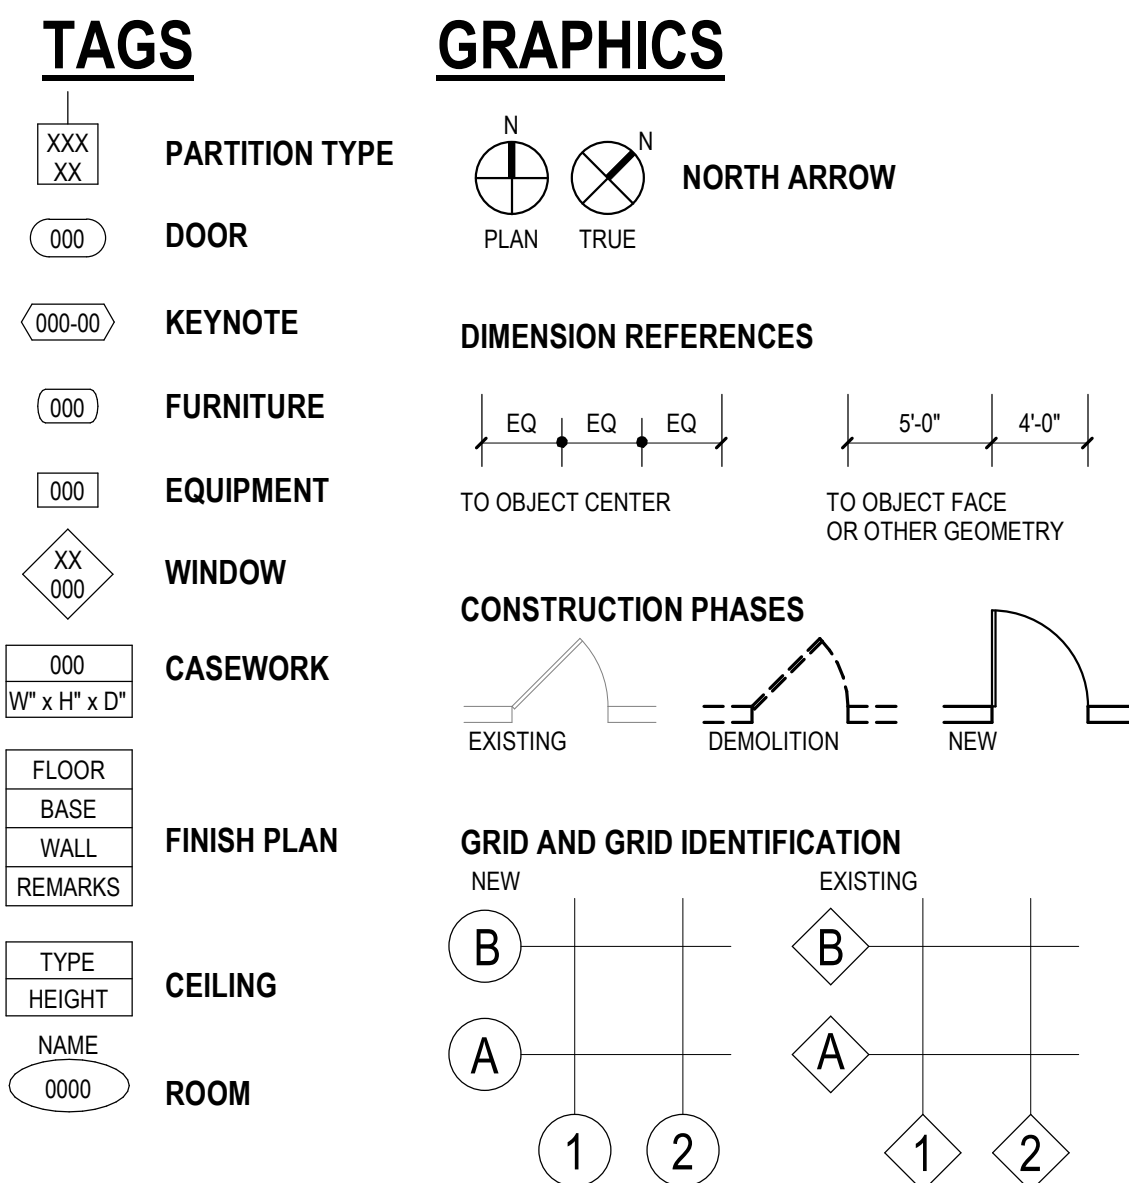 TAGS
XXX
XX
PARTITION TYPE
000
DOOR
000-00
KEYNOTE
000
FURNITURE
000
EQUIPMENT
XX
000
WINDOW
000
W" x H" x D"
CASEWORK
FLOOR
BASE
WALL
REMARKS
FINISH PLAN
TYPE
HEIGHT
CEILING
NAME
0000
ROOM
GRAPHICS
N
N
PLAN
TRUE
NORTH ARROW
DIMENSION REFERENCES
EQ
EQ
EQ
TO OBJECT CENTER
5'-0"
4'-0"
TO OBJECT FACE
OR OTHER GEOMETRY
CONSTRUCTION PHASES
EXISTING
DEMOLITION
NEW
GRID AND GRID IDENTIFICATION
NEW
B
A
1
2
EXISTING
B
A
1
2